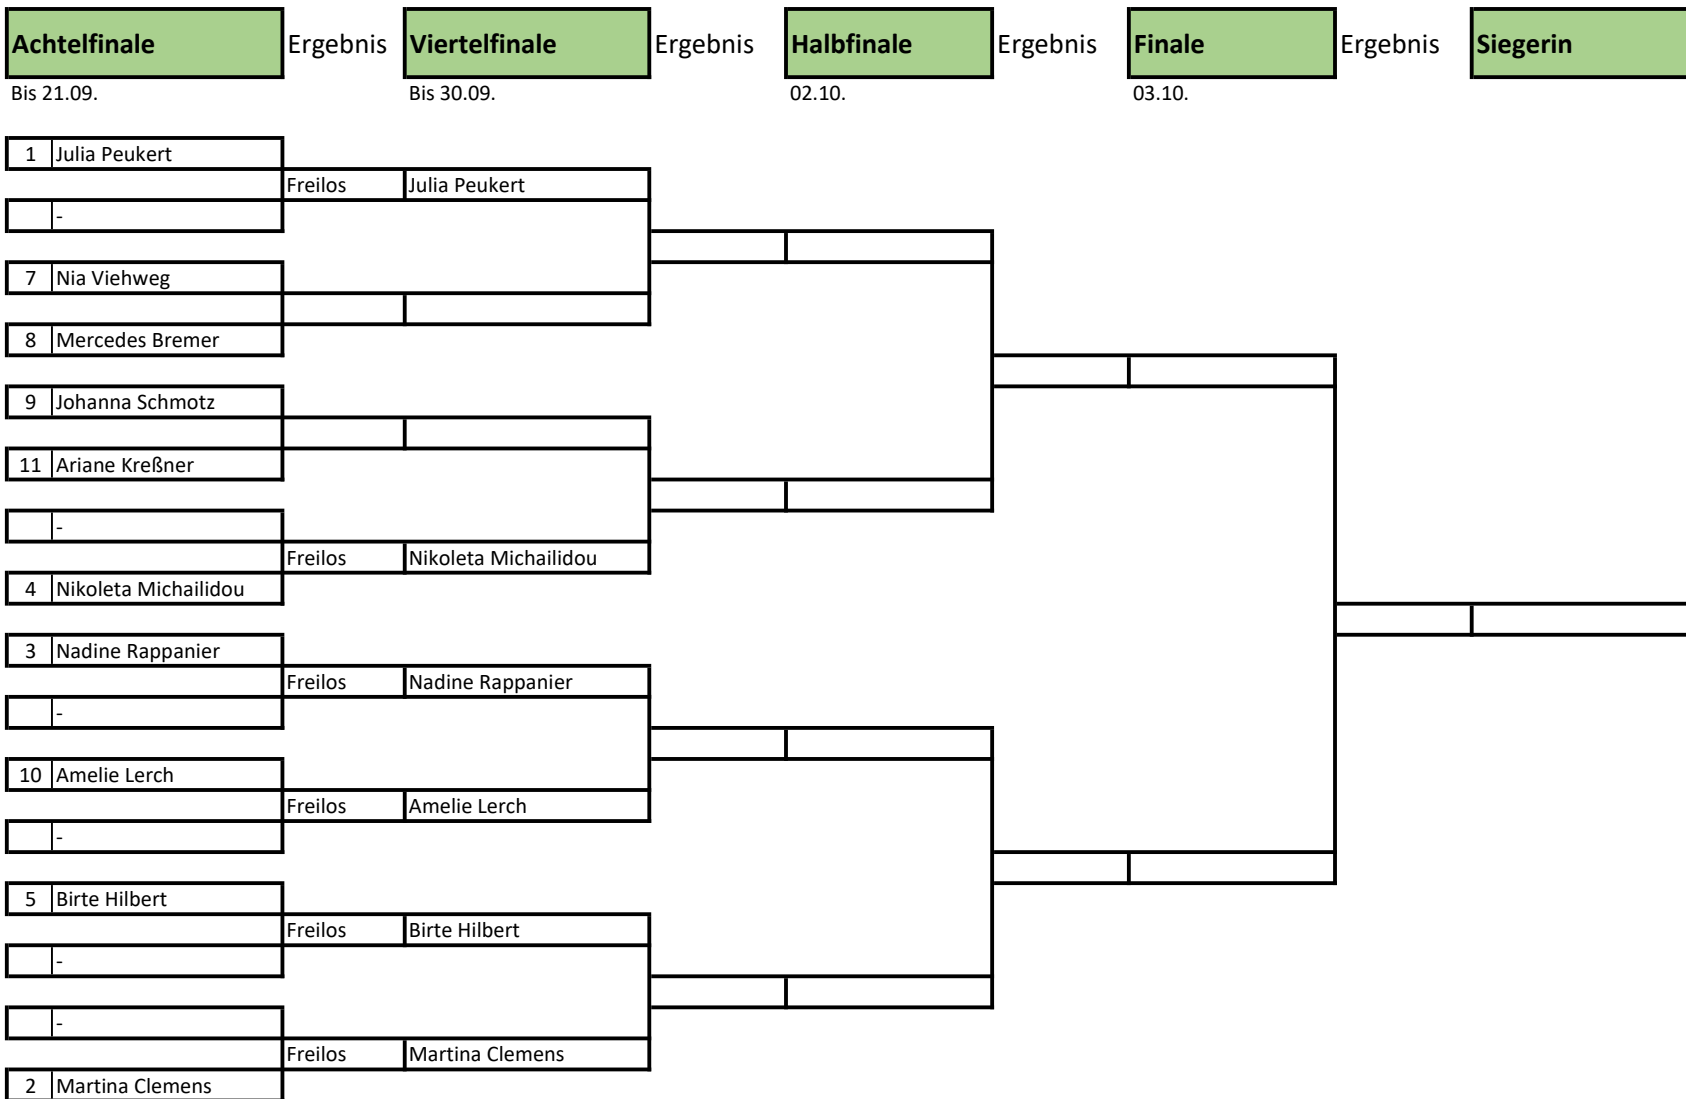 Achtelfinale Ergebnis Viertelfinale Ergebnis Halbfinale Ergebnis Finale Ergebnis Siegerin
Bis 21.09. Bis 30.09. 02.10. 03.10.
1 Julia Peukert
Freilos Julia Peukert
-
7 Nia Viehweg
8 Mercedes Bremer
9 Johanna Schmotz
11 Ariane Kreßner
-
Freilos Nikoleta Michailidou
4 Nikoleta Michailidou
3 Nadine Rappanier
Freilos Nadine Rappanier
-
10 Amelie Lerch
Freilos Amelie Lerch
-
5 Birte Hilbert
Freilos Birte Hilbert
-
-
Freilos Martina Clemens
2 Martina Clemens